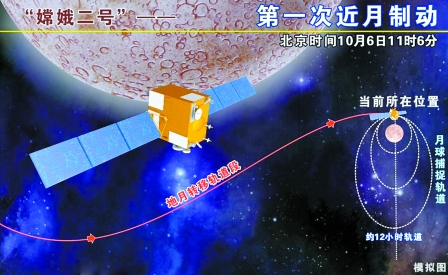 “嫦娥二号”——
第一次近月制动
北京时间10月6日11时6分
当前所在位置
月球捕捉轨道
地月转移轨道段
约12小时轨道
模拟图